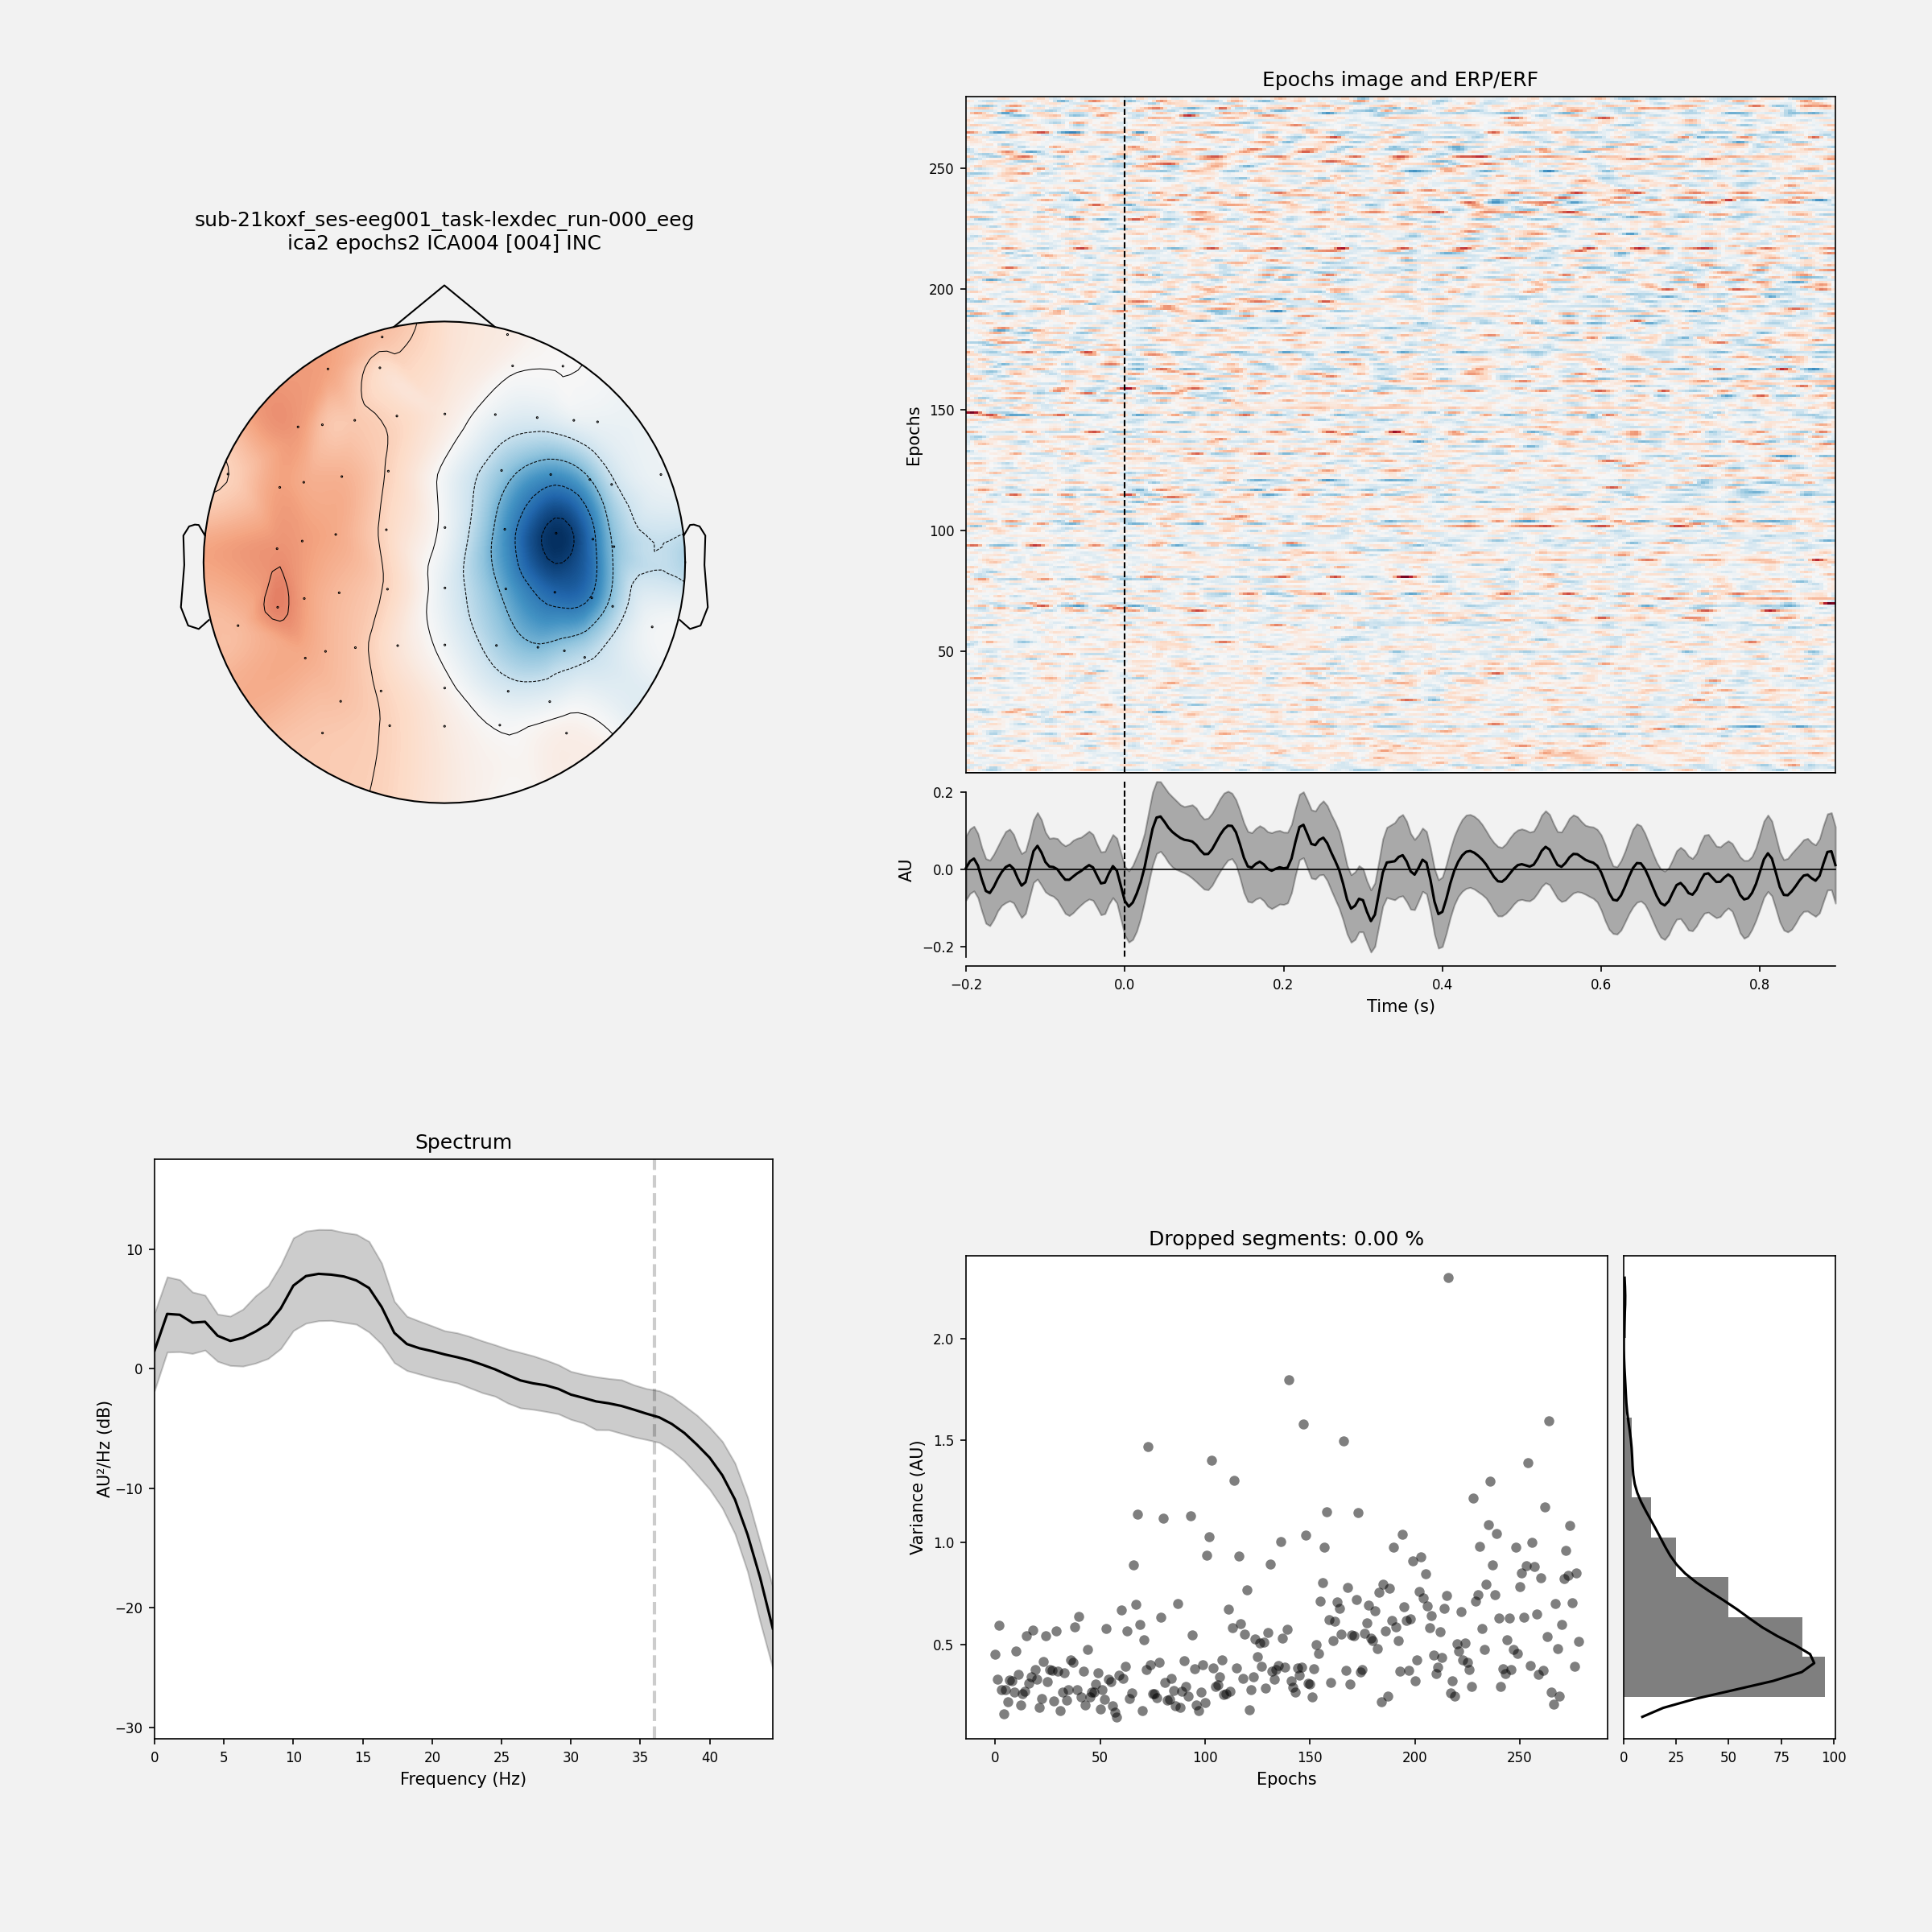 sub-21koxf_ses-eeg001_task-lexdec_run-000_eeg
ica2 epochs2 ICA004 [004] INC
Epochs image and ERP/ERF
Epochs
250
200
150
100
50
AU
0.2
0.0
−0.2
−0.2 0.0 0.2 0.4 0.6 0.8
Time (s)
Spectrum
AU²/Hz (dB)
10
0
−10
−20
−30
0 5 10 15 20 25 30 35 40
Frequency (Hz)
Dropped segments: 0.00 %
Variance (AU)
2.0
1.5
1.0
0.5
0 50 100 150 200 250
Epochs
0 25 50 75 100